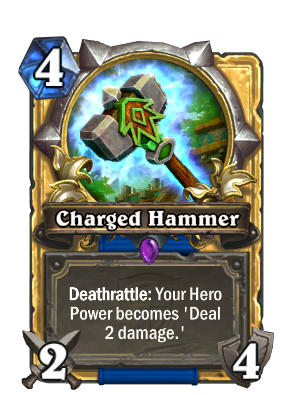 4
Charged Hammer
Deathrattle: Your Hero
Power becomes 'Deal
2 damage.'
2
4